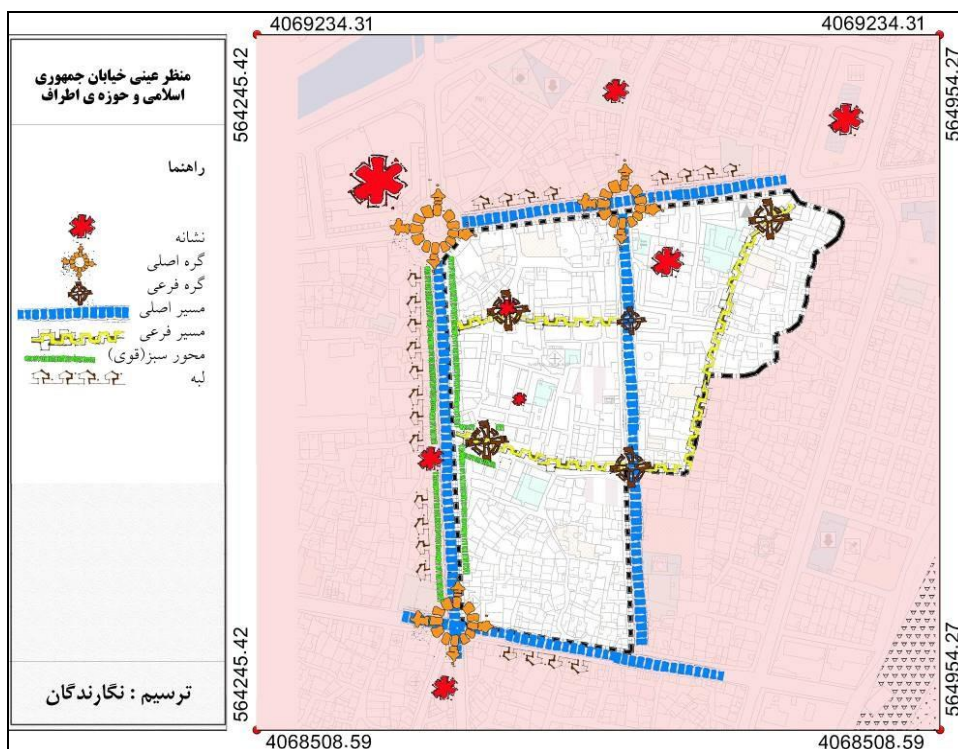 4069234.31
4069234.31
564245.42
564954.27
منظر عینی خیابان جمهوری
اسلامی و حوزه ی اطراف
راهنما
نشانه
گره اصلی
گره فرعی
مسیر اصلی
مسیر فرعی
محور سبز(قوی)
لبه
564245.42
564954.27
ترسیم : نگارندگان
4068508.59
4068508.59